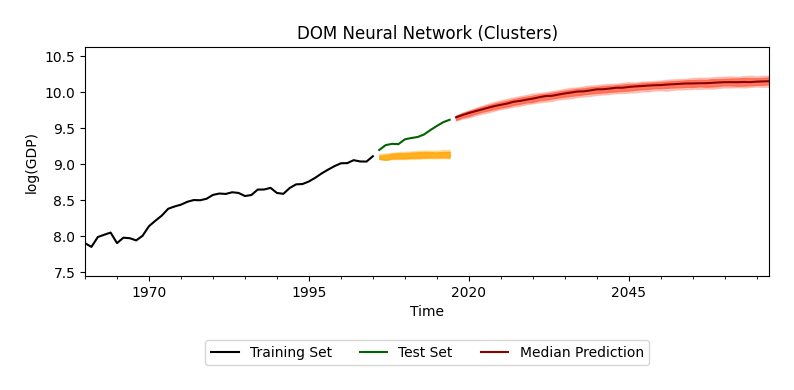 DOM Neural Network (Clusters)
10.5
10.0
9.5
9.0
8.5
8.0
7.5
log(GDP)
1970 1995 2020 2045
Time
Training Set Test Set Median Prediction